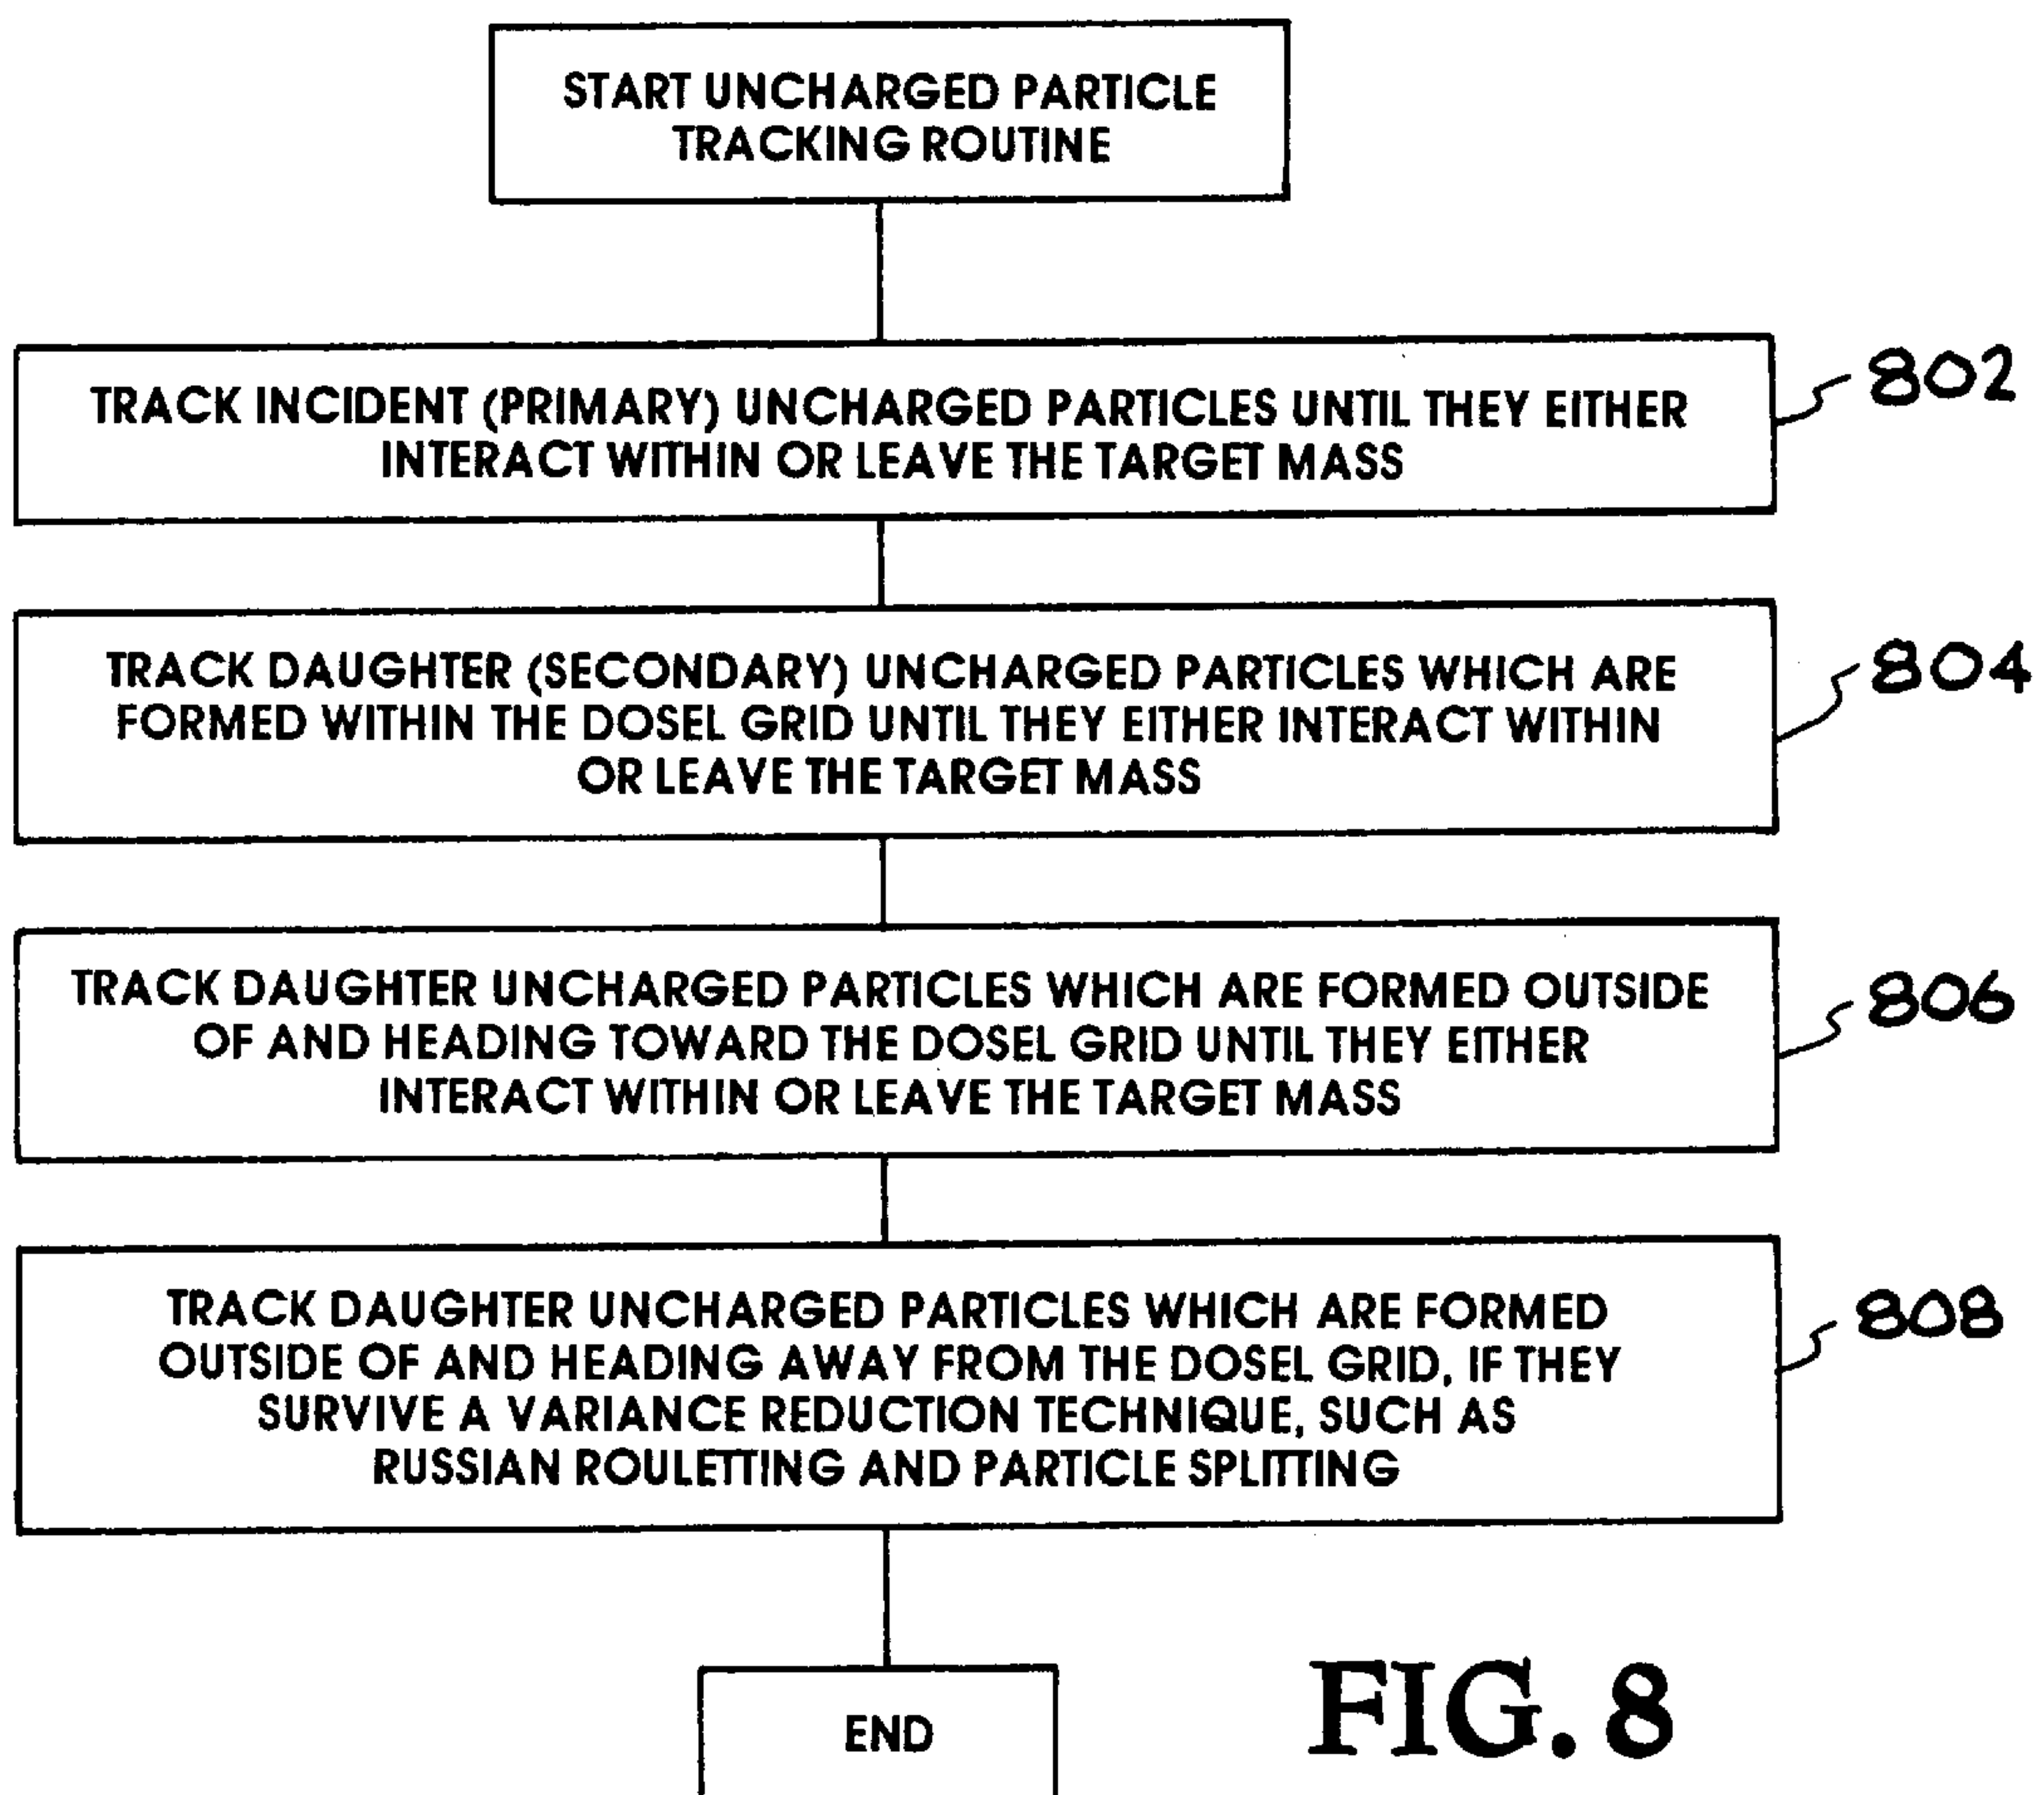 START UNCHARGED PARTICLE
TRACKING ROUTINE
TRACK INCIDENT (PRIMARY) UNCHARGED PARTICLES UNTIL THEY EITHER
INTERACT WITHIN OR LEAVE THE TARGET MASS
802
TRACK DAUGHTER (SECONDARY) UNCHARGED PARTICLES WHICH ARE
FORMED WITHIN THE DOSEL GRID UNTIL THEY EITHER INTERACT WITHIN
OR LEAVE THE TARGET MASS
804
TRACK DAUGHTER UNCHARGED PARTICLES WHICH ARE FORMED OUTSIDE
OF AND HEADING TOWARD THE DOSEL GRID UNTIL THEY EITHER
INTERACT WITHIN OR LEAVE THE TARGET MASS
806
TRACK DAUGHTER UNCHARGED PARTICLES WHICH ARE FORMED
OUTSIDE OF AND HEADING AWAY FROM THE DOSEL GRID, IF THEY
SURVIVE A VARIANCE REDUCTION TECHNIQUE, SUCH AS
RUSSIAN ROULETTING AND PARTICLE SPLITTING
808
END
FIG. 8